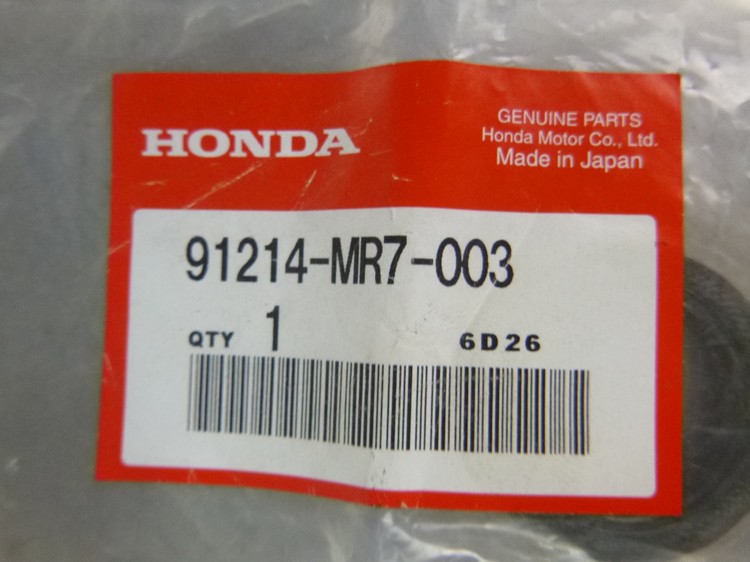 HONDA
GENUINE PARTS
Honda Motor Co., Ltd.
Made in Japan
91214-MR7-003
QTY 1 6D26